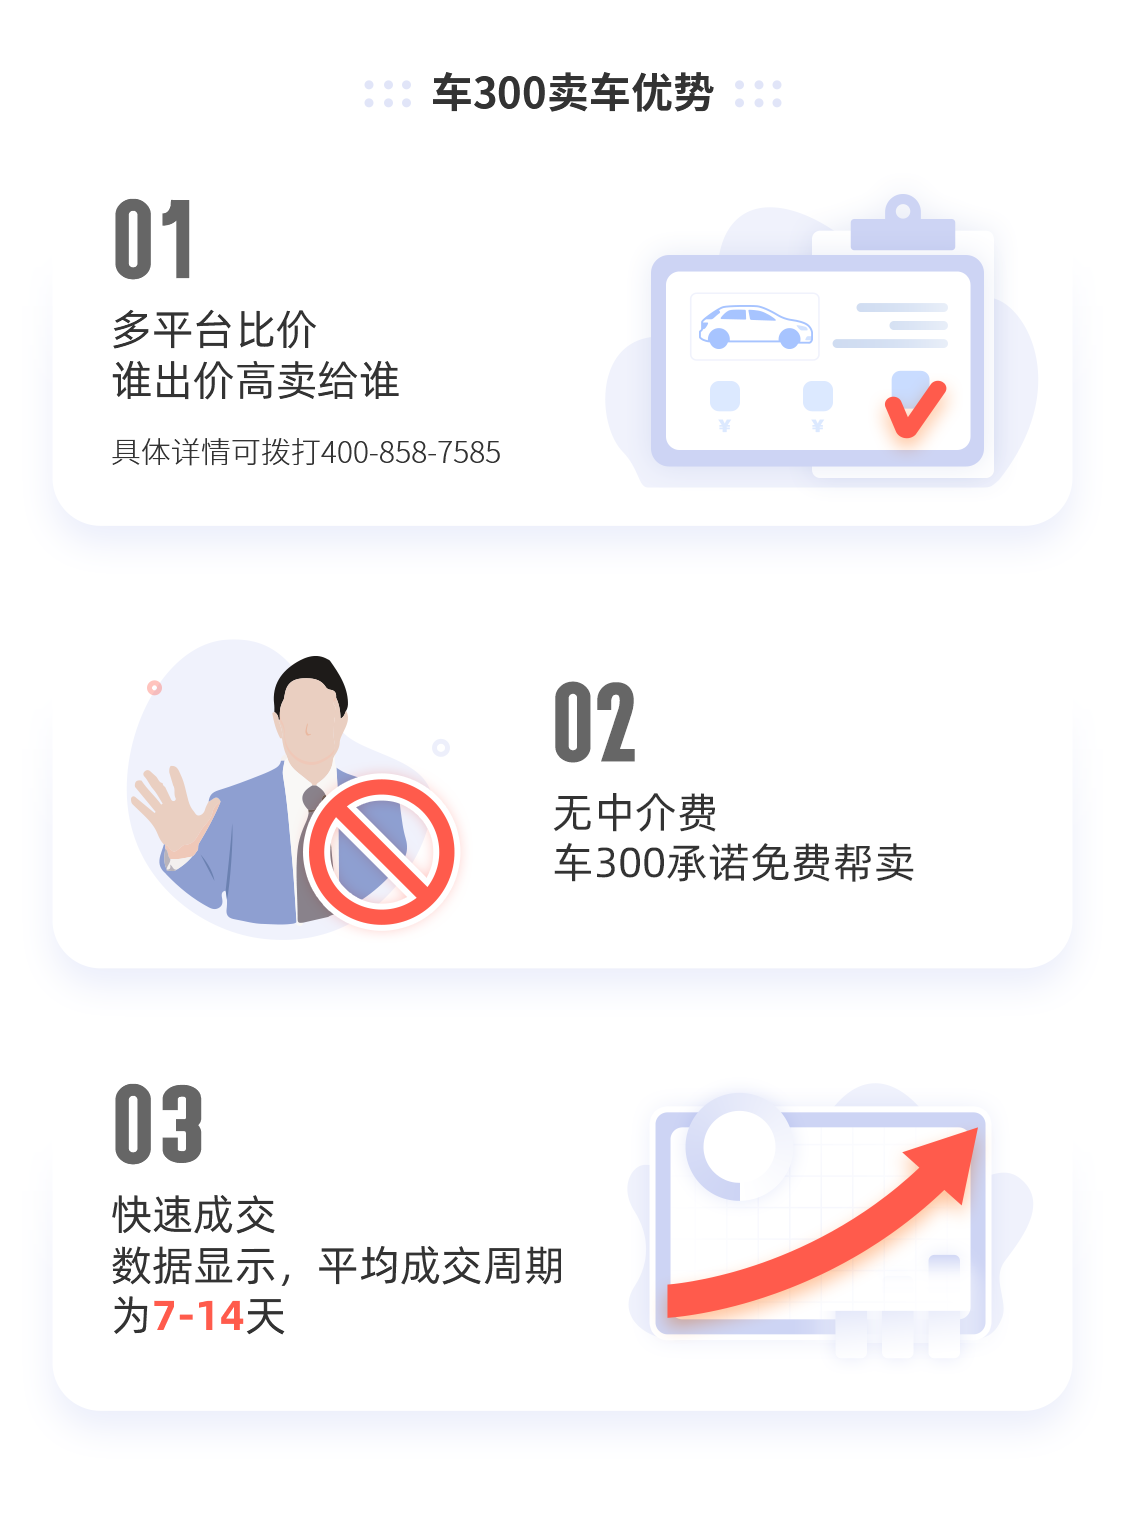 车300卖车优势
01
多平台比价
谁出价高卖给谁
具体详情可拨打400-858-7585
¥ ¥
02
无中介费
车300承诺免费帮卖
03
快速成交
数据显示，平均成交周期
为7-14天